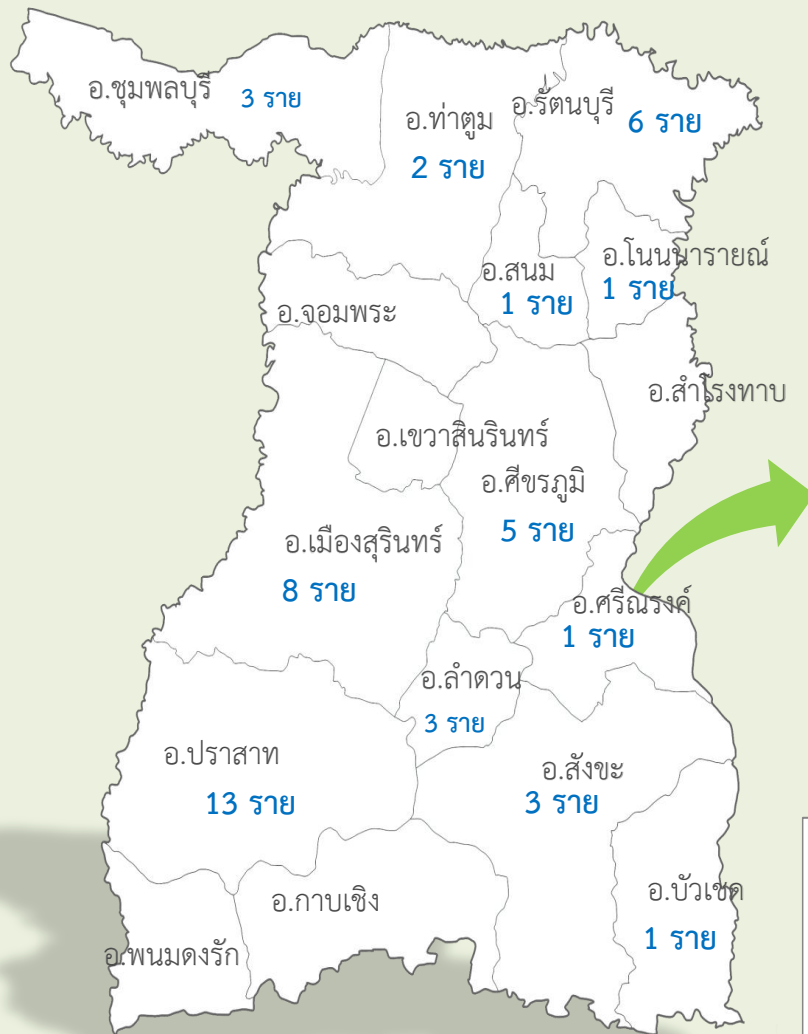 อ.ชุมพลบุรี
3 ราย
อ.ท่าตูม
2 ราย
อ.รัตนบุรี
6 ราย
อ.สนม
1 ราย
อ.โนนนารายณ์
1 ราย
อ.จอมพระ
อ.สำโรงทาบ
อ.เขวาสินรินทร์
อ.ศีขรภูมิ
5 ราย
อ.เมืองสุรินทร์
8 ราย
อ.ศรีณรงค์
1 ราย
อ.ลำดวน
3 ราย
อ.ปราสาท
13 ราย
อ.สังขะ
3 ราย
อ.บัวเชด
1 ราย
อ.กาบเชิง
อ.พนมดงรัก